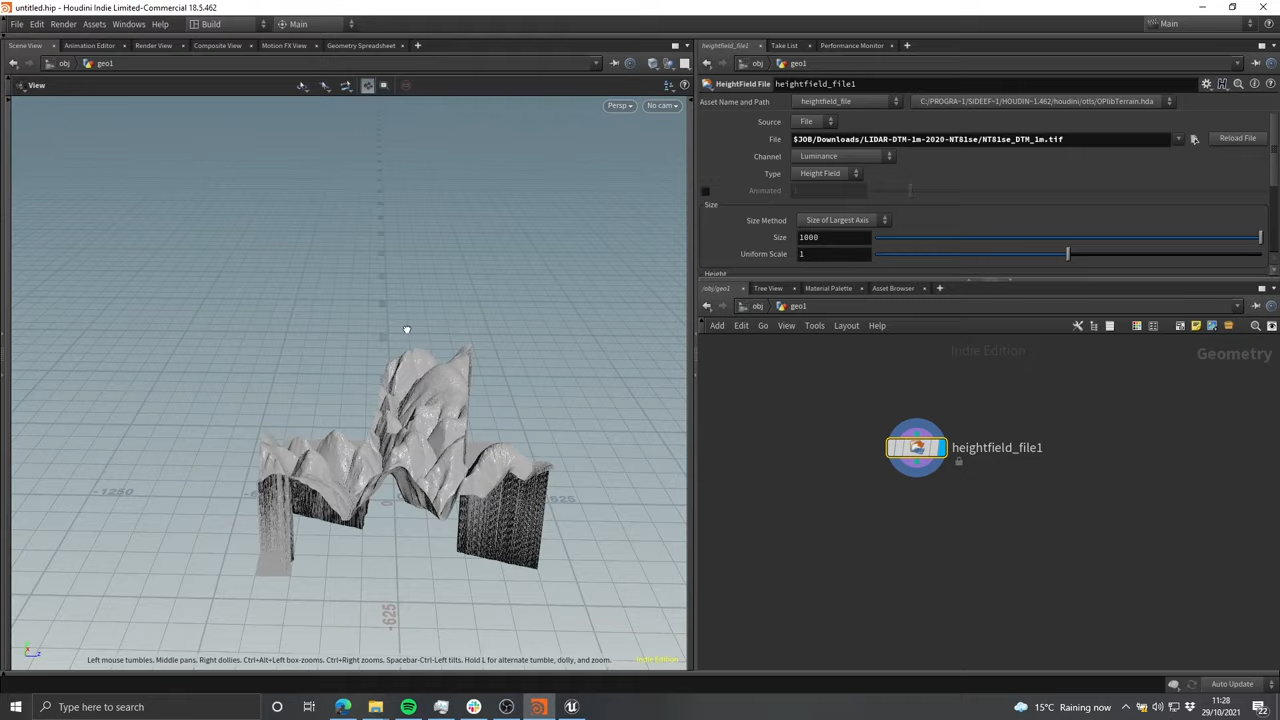 untitled.hip - Houdini Indie Limited-Commercial 18.5.462
File Edit Render Assets Windows Help Build Main Main
Scene View Animation Editor Render View Composite View Motion FX View Geometry Spreadsheet
obj geo1
View
Persp No cam
-1250
625
-625
Left mouse tumbles. Middle pans. Right dollies. Ctrl+Alt+Left box-zooms. Ctrl+Right zooms. Spacebar-Ctrl-Left tilts. Hold L for alternate tumble, dolly, and zoom.
Indie Edition
heightfield_file1 Take List Performance Monitor
obj geo1
HeightField File heightfield_file1
Asset Name and Path heightfield_file C:/PROGRA~1/SIDEEF~1/HOUDIN~1.462/houdini/otls/OPlibTerrain.hda
Source File
File $JOB/Downloads/LIDAR-DTM-1m-2020-NT81se/NT81se_DTM_1m.tif Reload File
Channel Luminance
Type Height Field
Animated 1
Size
Size Method Size of Largest Axis
Size 1000
Uniform Scale 1
Height
/obj/geo1 Tree View Material Palette Asset Browser
obj geo1
Add Edit Go View Tools Layout Help
Indie Edition
Geometry
heightfield_file1
Auto Update
Type here to search
15°C Raining now
11:28
29/10/2021